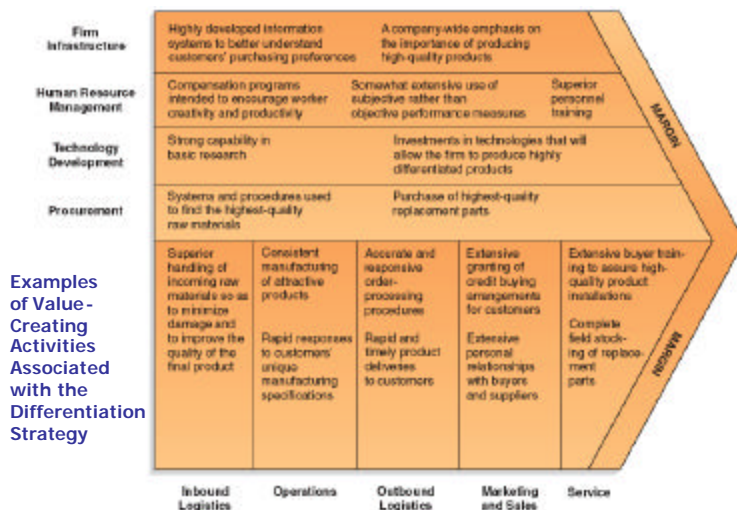 Firm
Infrastructure
Highly developed information
systems to better understand
customers' purchasing preferences
A company-wide emphasis on
the importance of producing
high-quality products
Human Resource
Management
Compensation programs
intended to encourage worker
creativity and productivity
Somewhat extensive use of
subjective rather than
objective performance measures
Superior
personnel
training
Technology
Development
Strong capability in
basic research
Investments in technologies that will
allow the firm to produce highly
differentiated products
Procurement
Systems and procedures used
to find the highest-quality
raw materials
Purchase of highest-quality
replacement parts
MARGIN
Examples
of Value-
Creating
Activities
Associated
with the
Differentiation
Strategy
Superior
handling of
incoming raw
materials so as
to minimize
damage and
to improve the
quality of the
final product
Consistent
manufacturing
of attractive
products
Rapid responses
to customers'
unique
manufacturing
specifications
Accurate and
responsive
order-
processing
procedures
Rapid and
timely product
deliveries
to customers
Extensive
granting of
credit buying
arrangements
for customers
Extensive
personal
relationships
with buyers
and suppliers
Extensive buyer train-
ing to assure high-
quality product
installations
Complete
field stock-
ing of replace-
ment
parts
MARGIN
Inbound
Logistics
Operations
Outbound
Logistics
Marketing
and Sales
Service